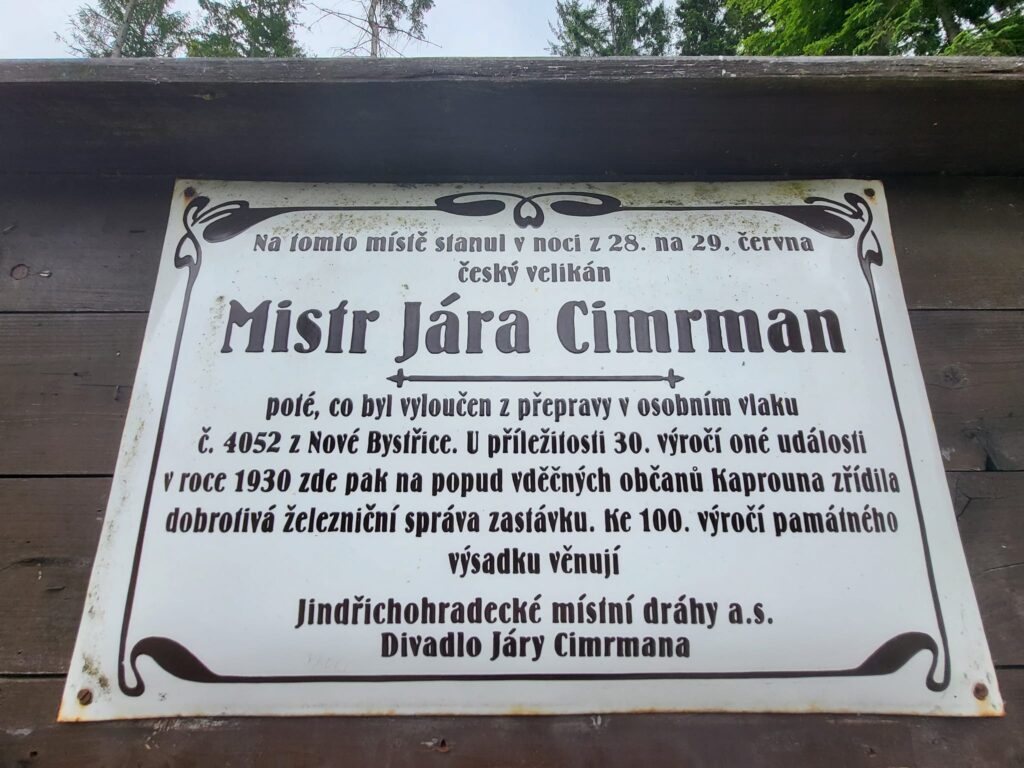 Na tomto místě stanul v noci z 28. na 29. června
český velikán
Mistr Jára Cimrman
poté, co byl vyloučen z přepravy v osobním vlaku
č. 4052 z Nové Bystřice. U příležitosti 30. výročí oné události
v roce 1930 zde pak na popud vděčných občanů Kaprouna zřídila
dobrotivá železniční správa zastávku. Ke 100. výročí památného
výsadku věnují
Jindřichohradecké místní dráhy a.s.
Divadlo Járy Cimrmana